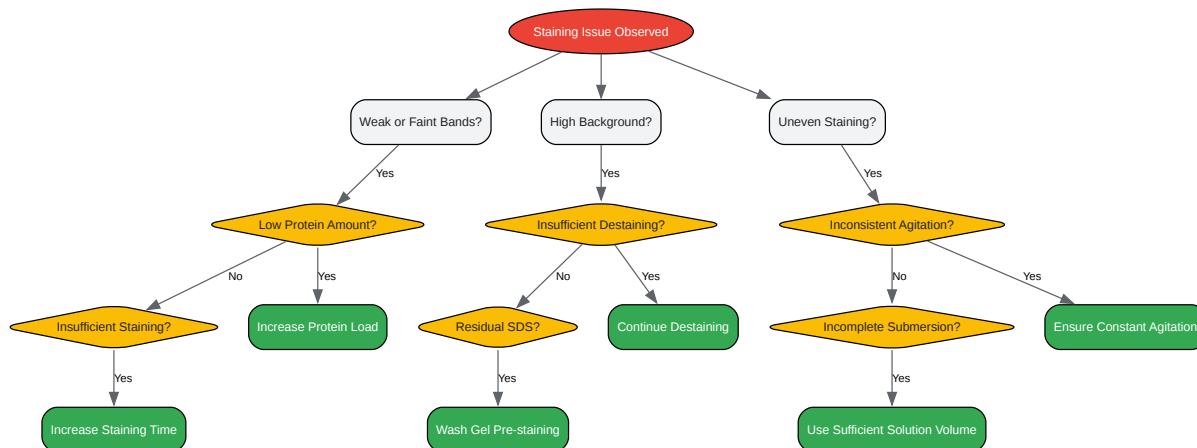 Staining Issue Observed
Weak or Faint Bands?
High Background?
Uneven Staining?
Yes
Yes
Yes
Low Protein Amount?
Insufficient Destaining?
Inconsistent Agitation?
No
Yes
No
Yes
No
Yes
Insufficient Staining?
Increase Protein Load
Residual SDS?
Continue Destaining
Incomplete Submersion?
Ensure Constant Agitation
Yes
Yes
Yes
Increase Staining Time
Wash Gel Pre-staining
Use Sufficient Solution Volume